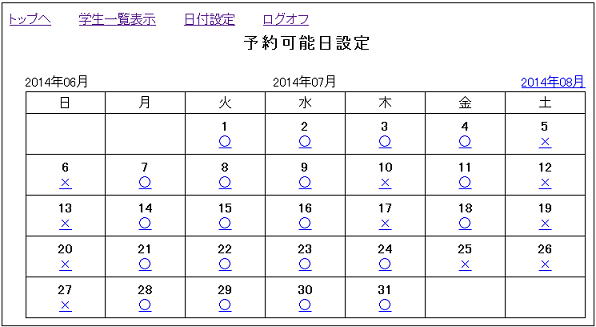 トップへ 学生一覧表示 日付設定 ログオフ
予約可能日設定
2014年06月 2014年07月 2014年08月
日 月 火 水 木 金 土
1 2 3 4 5
○ ○ ○ ○ ×
6 7 8 9 10 11 12
× ○ ○ ○ × ○ ×
13 14 15 16 17 18 19
× ○ ○ ○ × ○ ×
20 21 22 23 24 25 26
× ○ ○ ○ ○ × ×
27 28 29 30 31
× ○ ○ ○ ○